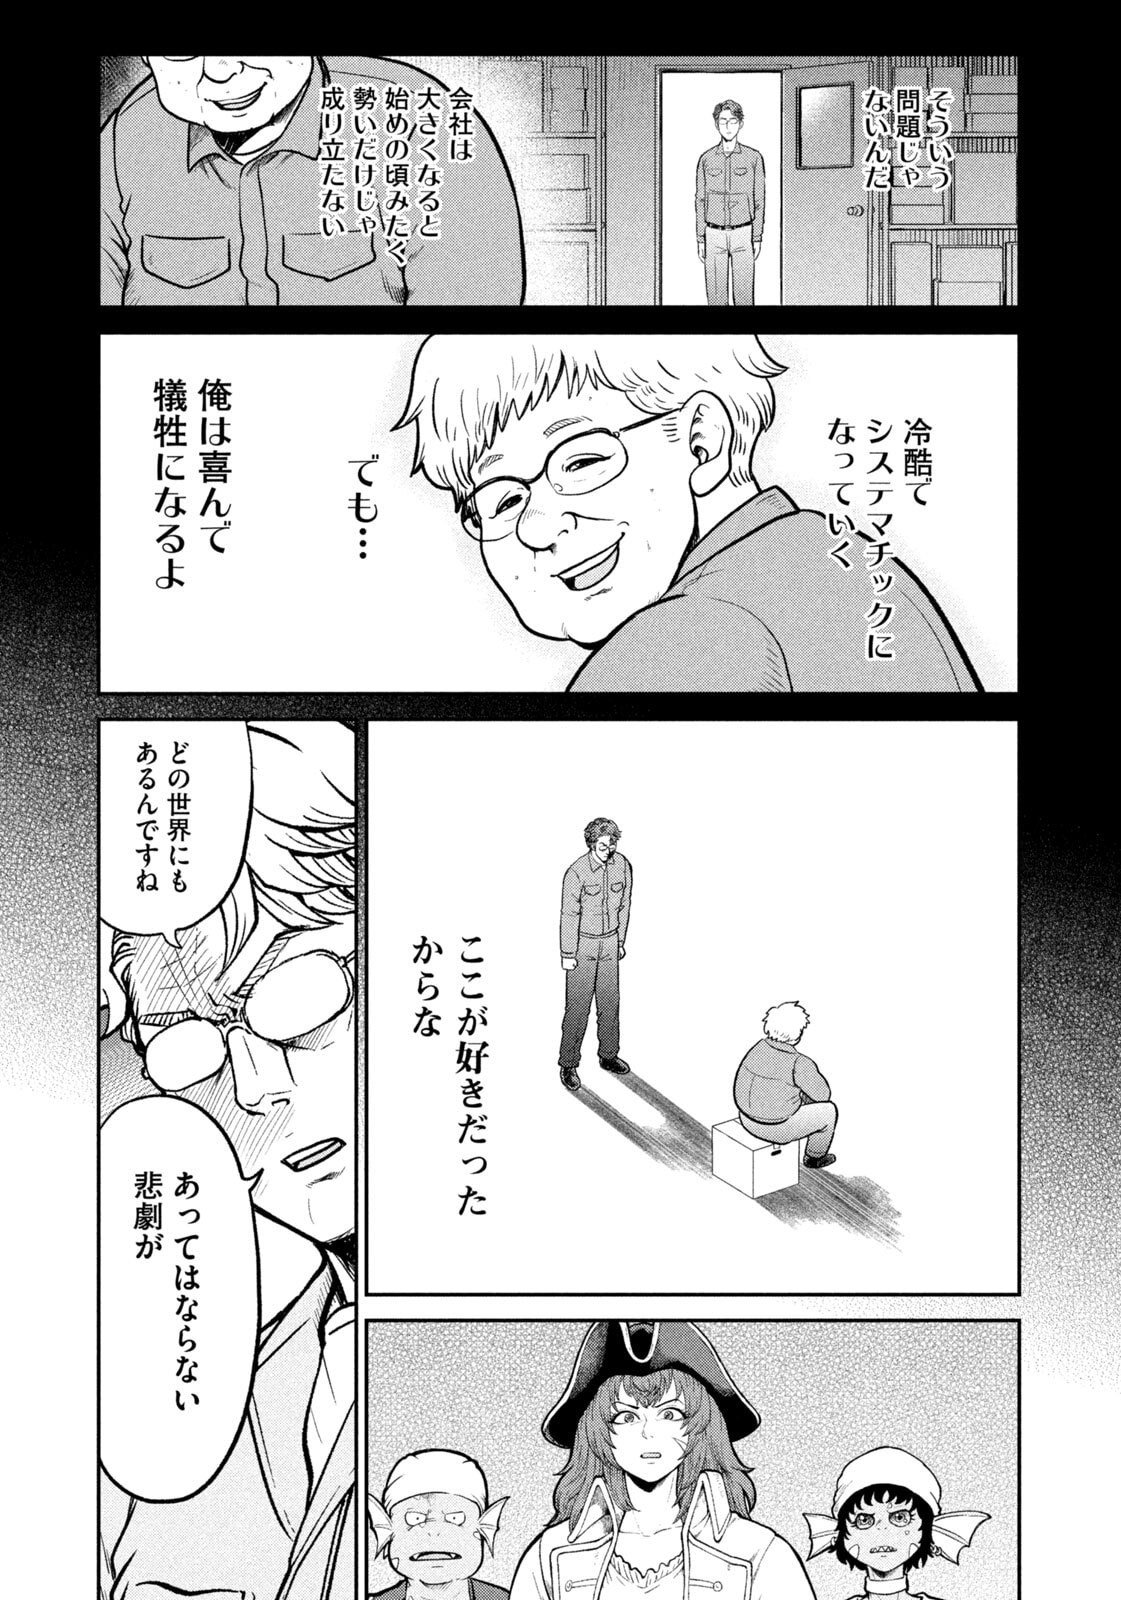 そういう
問題じゃ
ないんだ
会社は
大きくなると
始めの頃みたく
勢いだけじゃ
成り立たない
冷酷で
システマチックに
なっていく
でも…
俺は喜んで
犠牲になるよ
ここが好きだった
からな
どの世界にも
あるんですね
あってはならない
悲劇が